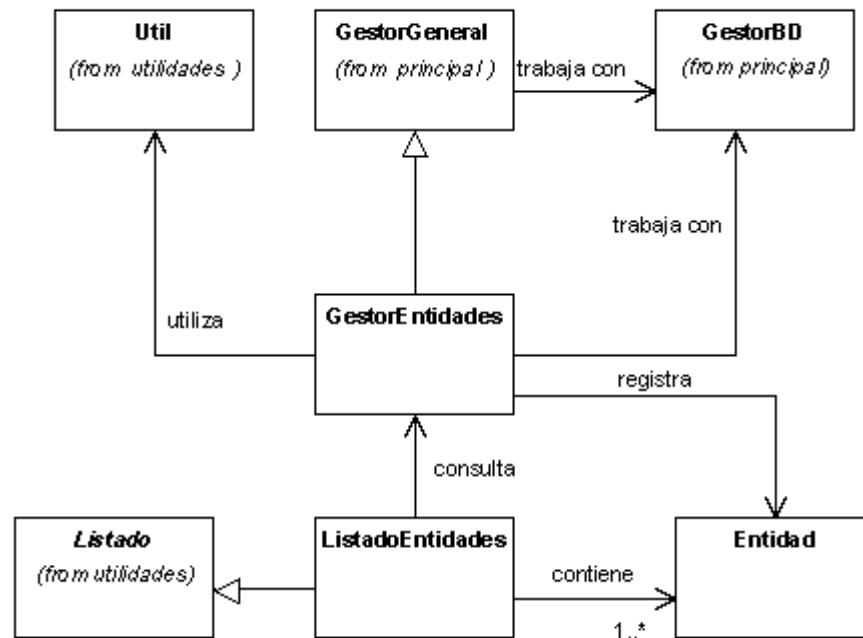 Util
(from utilidades )
GestorGeneral
(from principal )
trabaja con
GestorBD
(from principal)
trabaja con
utiliza
GestorEntidades
registra
consulta
Listado
(from utilidades)
ListadoEntidades
contiene
1..*
Entidad